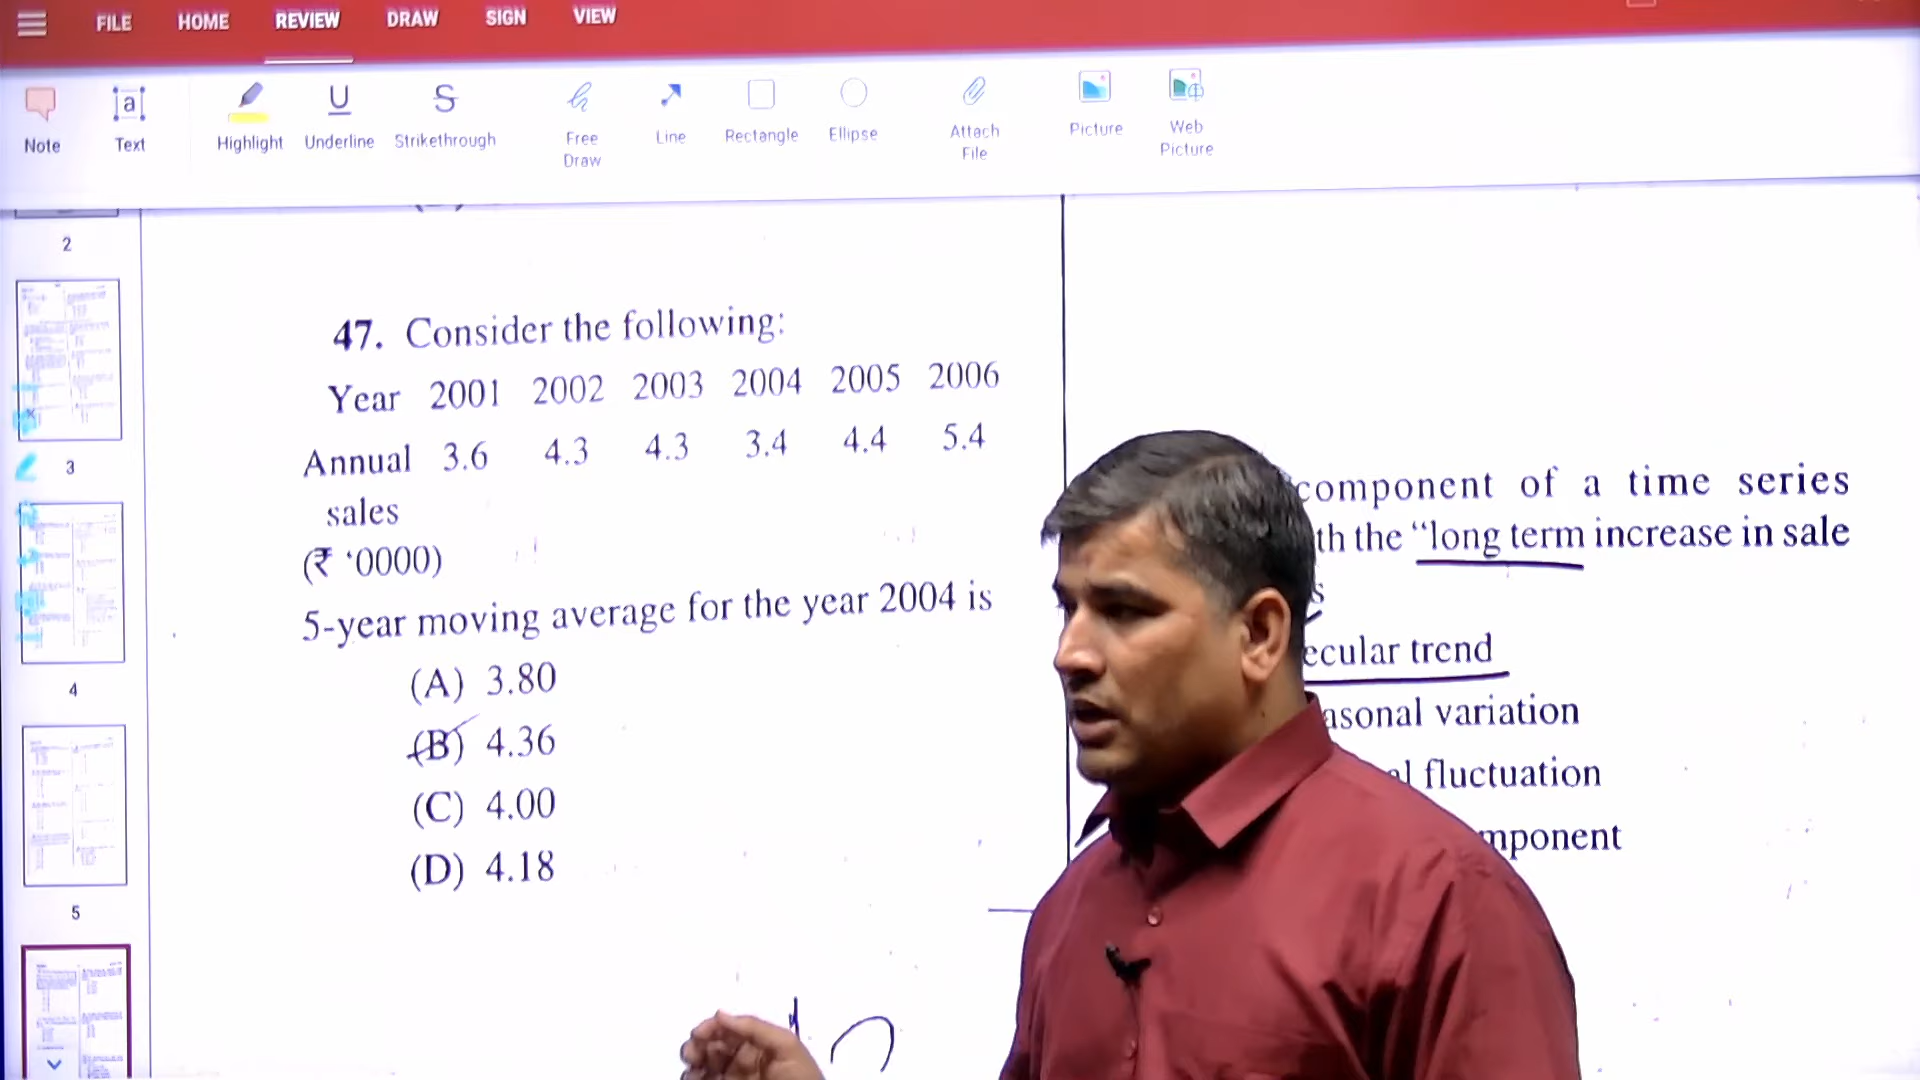 FILE HOME REVIEW DRAW SIGN VIEW
Note Text Highlight Underline Strikethrough Free Draw Line Rectangle Ellipse Attach File Picture Web Picture
2
3
4
5
47. Consider the following:
Year 2001 2002 2003 2004 2005 2006
Annual 3.6 4.3 4.3 3.4 4.4 5.4
sales
(₹ '0000)
5-year moving average for the year 2004 is
(A) 3.80
(B) 4.36
(C) 4.00
(D) 4.18
component of a time series
th the "long term increase in sale
s
ecular trend
asonal variation
al fluctuation
mponent